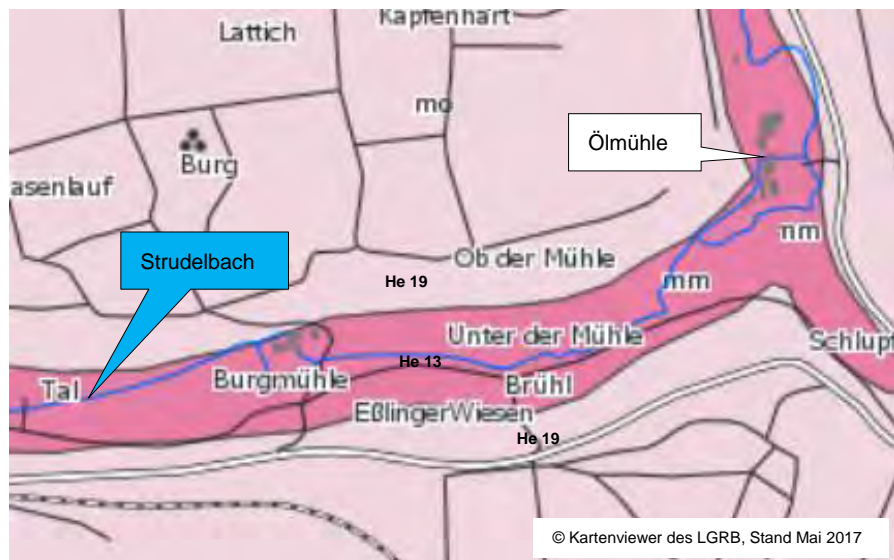 Kapfenhart
Lattich
mo
Ölmühle
Burg
asenlauf
nm
Strudelbach
Ob der Mühle
He 19
mm
Unter der Mühle
Schlupf
He 13
Tal
Burgmühle
Brühl
EßlingerWiesen
He 19
© Kartenviewer des LGRB, Stand Mai 2017